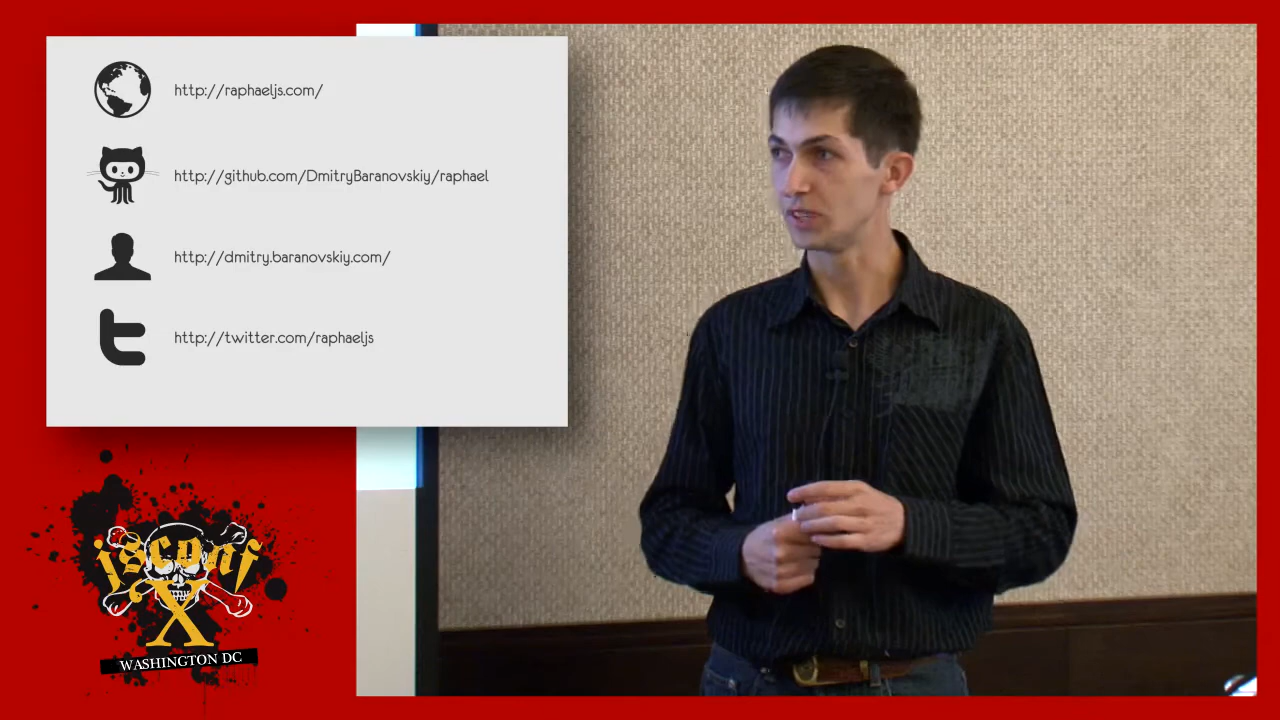 http://raphaeljs.com/
http://github.com/DmitryBaranovskiy/raphael
http://dmitry.baranovskiy.com/
http://twitter.com/raphaeljs
jsconf
X
WASHINGTON DC